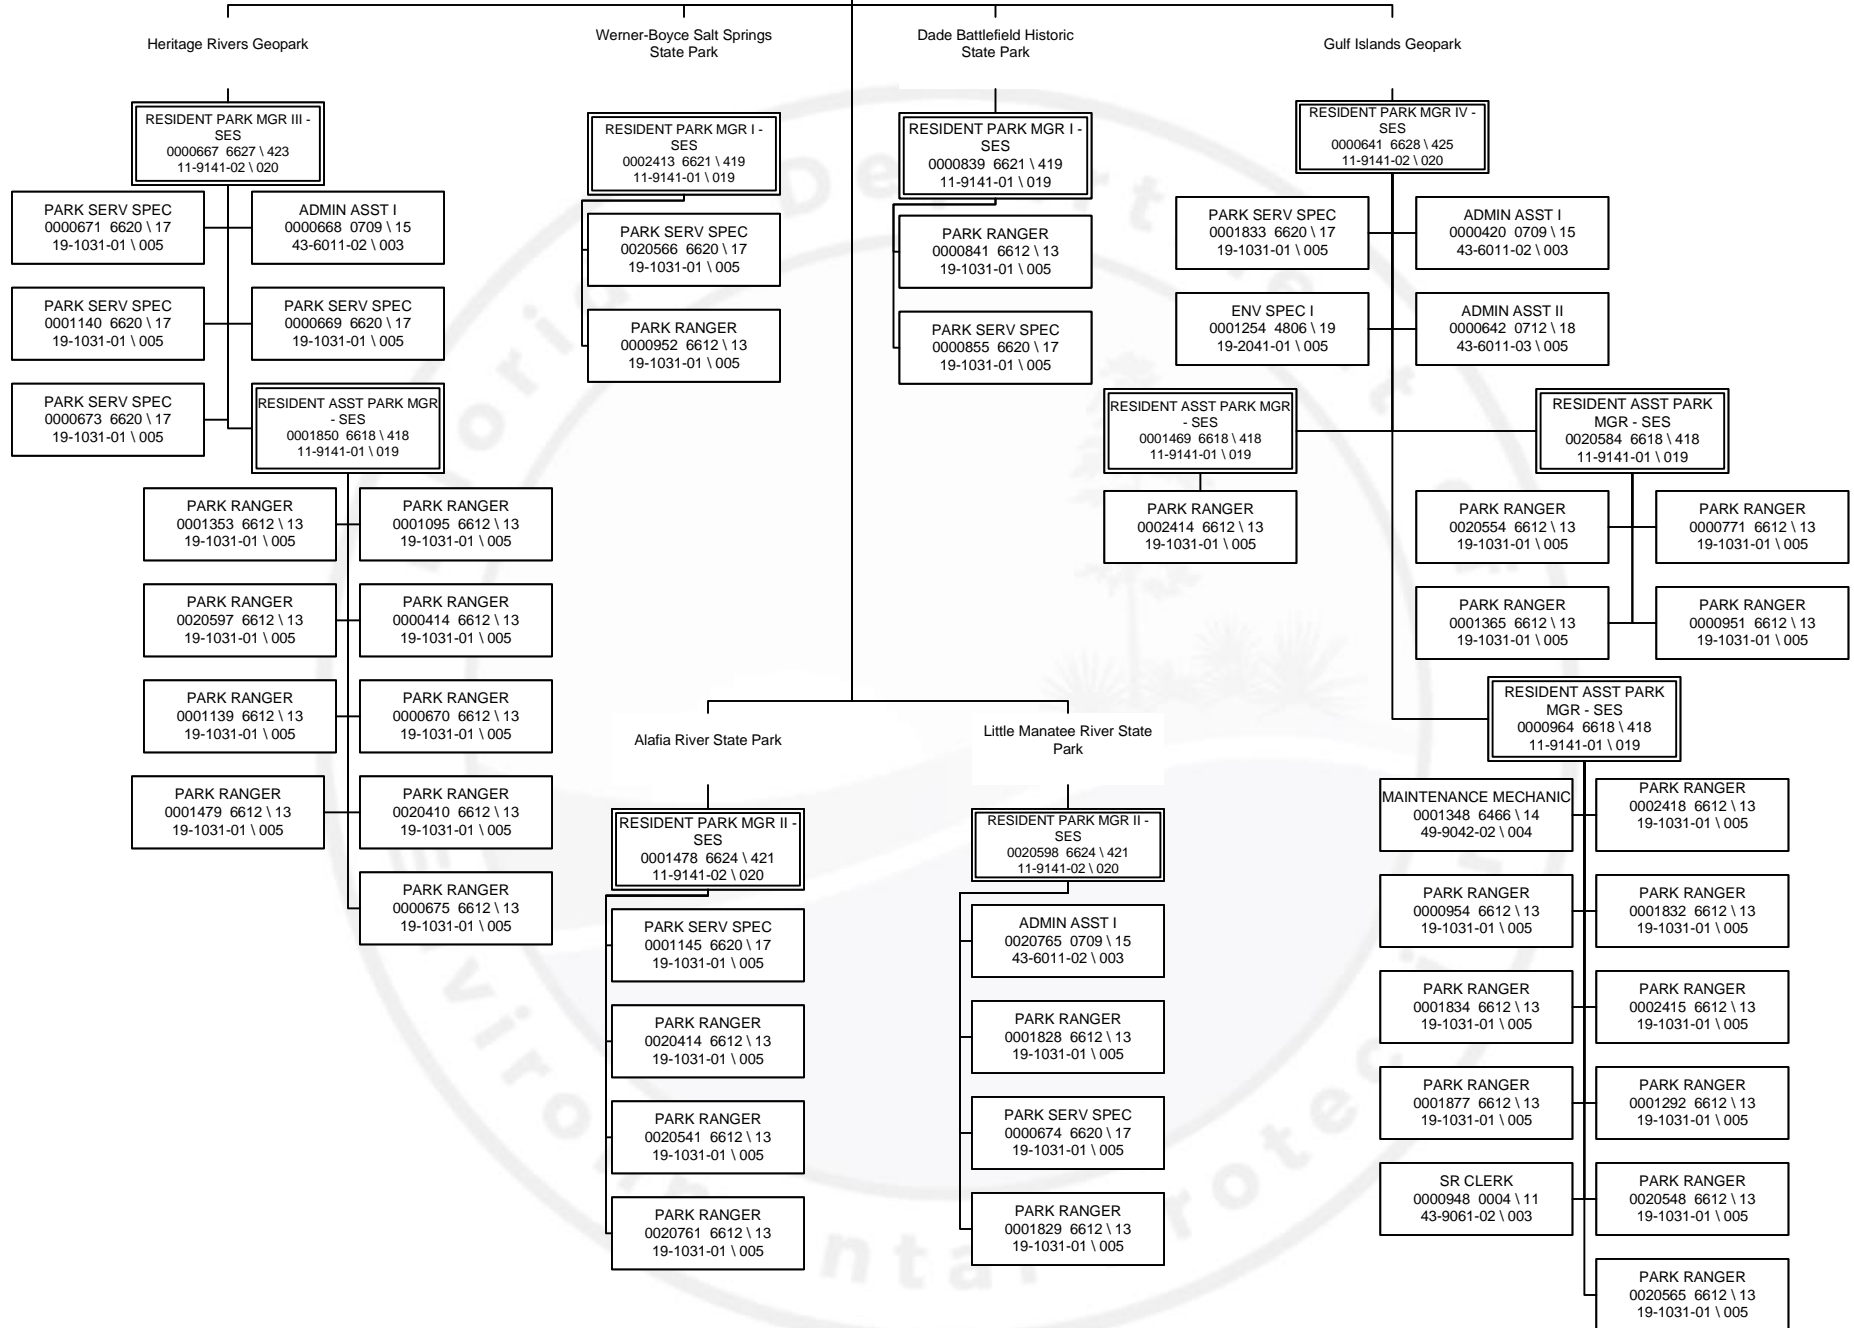 Heritage Rivers Geopark
RESIDENT PARK MGR III -
SES
0000667 6627 \ 423
11-9141-02 \ 020
PARK SERV SPEC
0000671 6620 \ 17
19-1031-01 \ 005
ADMIN ASST I
0000668 0709 \ 15
43-6011-02 \ 003
PARK SERV SPEC
0001140 6620 \ 17
19-1031-01 \ 005
PARK SERV SPEC
0000669 6620 \ 17
19-1031-01 \ 005
PARK SERV SPEC
0000673 6620 \ 17
19-1031-01 \ 005
RESIDENT ASST PARK MGR
- SES
0001850 6618 \ 418
11-9141-01 \ 019
PARK RANGER
0001353 6612 \ 13
19-1031-01 \ 005
PARK RANGER
0001095 6612 \ 13
19-1031-01 \ 005
PARK RANGER
0020597 6612 \ 13
19-1031-01 \ 005
PARK RANGER
0000414 6612 \ 13
19-1031-01 \ 005
PARK RANGER
0001139 6612 \ 13
19-1031-01 \ 005
PARK RANGER
0000670 6612 \ 13
19-1031-01 \ 005
PARK RANGER
0001479 6612 \ 13
19-1031-01 \ 005
PARK RANGER
0020410 6612 \ 13
19-1031-01 \ 005
PARK RANGER
0000675 6612 \ 13
19-1031-01 \ 005
Werner-Boyce Salt Springs
State Park
RESIDENT PARK MGR I -
SES
0002413 6621 \ 419
11-9141-01 \ 019
PARK SERV SPEC
0020566 6620 \ 17
19-1031-01 \ 005
PARK RANGER
0000952 6612 \ 13
19-1031-01 \ 005
Dade Battlefield Historic
State Park
RESIDENT PARK MGR I -
SES
0000839 6621 \ 419
11-9141-01 \ 019
PARK RANGER
0000841 6612 \ 13
19-1031-01 \ 005
PARK SERV SPEC
0000855 6620 \ 17
19-1031-01 \ 005
Gulf Islands Geopark
RESIDENT PARK MGR IV -
SES
0000641 6628 \ 425
11-9141-02 \ 020
PARK SERV SPEC
0001833 6620 \ 17
19-1031-01 \ 005
ADMIN ASST I
0000420 0709 \ 15
43-6011-02 \ 003
ENV SPEC I
0001254 4806 \ 19
19-2041-01 \ 005
ADMIN ASST II
0000642 0712 \ 18
43-6011-03 \ 005
RESIDENT ASST PARK MGR
- SES
0001469 6618 \ 418
11-9141-01 \ 019
PARK RANGER
0002414 6612 \ 13
19-1031-01 \ 005
RESIDENT ASST PARK
MGR - SES
0020584 6618 \ 418
11-9141-01 \ 019
PARK RANGER
0020554 6612 \ 13
19-1031-01 \ 005
PARK RANGER
0000771 6612 \ 13
19-1031-01 \ 005
PARK RANGER
0001365 6612 \ 13
19-1031-01 \ 005
PARK RANGER
0000951 6612 \ 13
19-1031-01 \ 005
RESIDENT ASST PARK
MGR - SES
0000964 6618 \ 418
11-9141-01 \ 019
MAINTENANCE MECHANIC
0001348 6466 \ 14
49-9042-02 \ 004
PARK RANGER
0002418 6612 \ 13
19-1031-01 \ 005
PARK RANGER
0000954 6612 \ 13
19-1031-01 \ 005
PARK RANGER
0001832 6612 \ 13
19-1031-01 \ 005
PARK RANGER
0001834 6612 \ 13
19-1031-01 \ 005
PARK RANGER
0002415 6612 \ 13
19-1031-01 \ 005
PARK RANGER
0001877 6612 \ 13
19-1031-01 \ 005
PARK RANGER
0001292 6612 \ 13
19-1031-01 \ 005
SR CLERK
0000948 0004 \ 11
43-9061-02 \ 003
PARK RANGER
0020548 6612 \ 13
19-1031-01 \ 005
PARK RANGER
0020565 6612 \ 13
19-1031-01 \ 005
Alafia River State Park
RESIDENT PARK MGR II -
SES
0001478 6624 \ 421
11-9141-02 \ 020
PARK SERV SPEC
0001145 6620 \ 17
19-1031-01 \ 005
PARK RANGER
0020414 6612 \ 13
19-1031-01 \ 005
PARK RANGER
0020541 6612 \ 13
19-1031-01 \ 005
PARK RANGER
0020761 6612 \ 13
19-1031-01 \ 005
Little Manatee River State
Park
RESIDENT PARK MGR II -
SES
0020598 6624 \ 421
11-9141-02 \ 020
ADMIN ASST I
0020765 0709 \ 15
43-6011-02 \ 003
PARK RANGER
0001828 6612 \ 13
19-1031-01 \ 005
PARK SERV SPEC
0000674 6620 \ 17
19-1031-01 \ 005
PARK RANGER
0001829 6612 \ 13
19-1031-01 \ 005